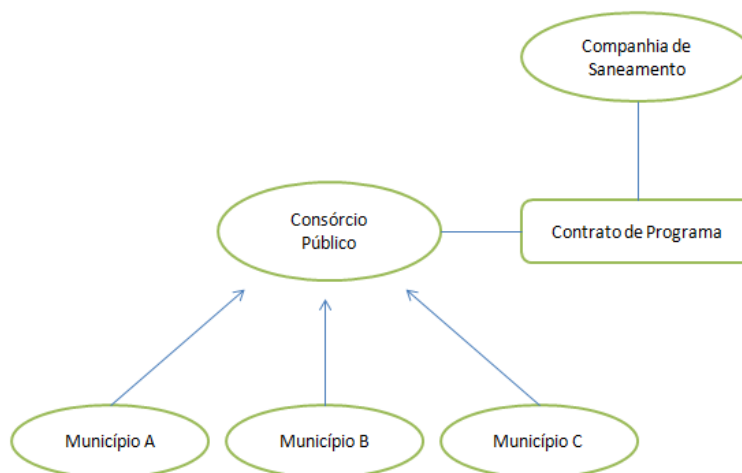 Companhia de
Saneamento
Consórcio
Público
Contrato de Programa
Município A
Município B
Município C